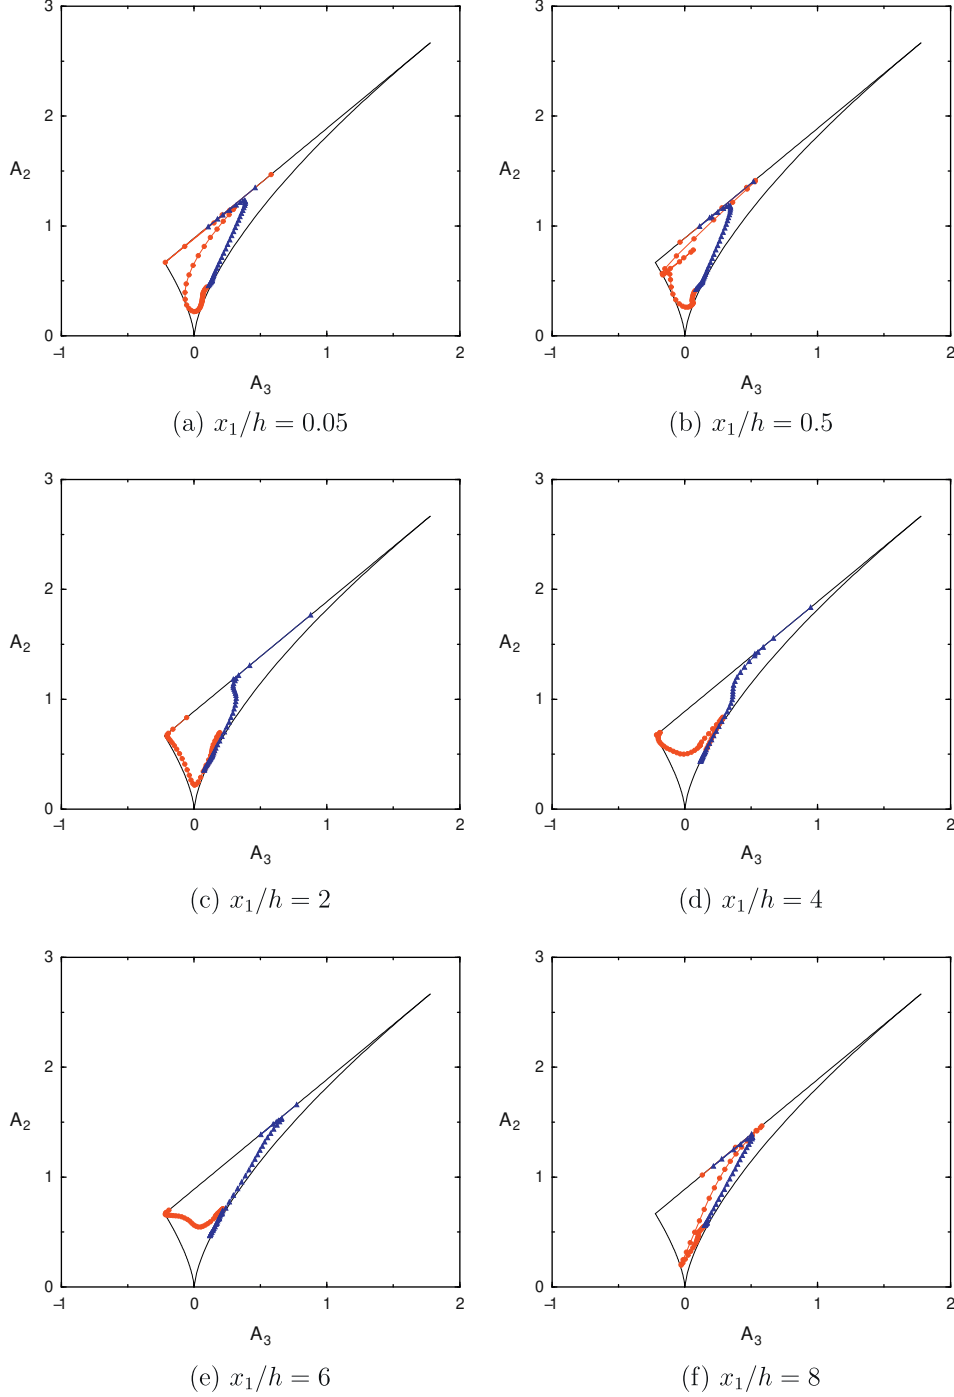 3
3
2
2
A2
A2
1
1
0
0
−1 0 1 2
−1 0 1 2
A3
A3
(a) x1/h = 0.05
(b) x1/h = 0.5
3
3
2
2
A2
A2
1
1
0
0
−1 0 1 2
−1 0 1 2
A3
A3
(c) x1/h = 2
(d) x1/h = 4
3
3
2
2
A2
A2
1
1
0
0
−1 0 1 2
−1 0 1 2
A3
A3
(e) x1/h = 6
(f) x1/h = 8